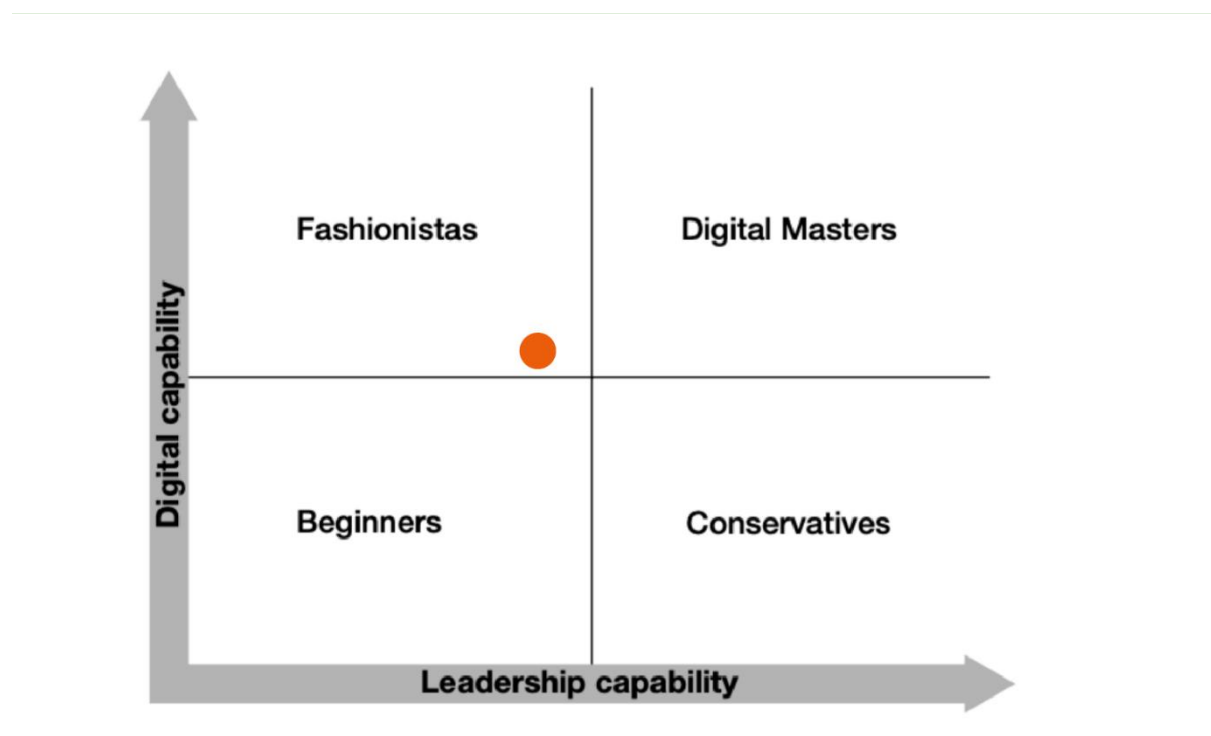 Fashionistas
Digital Masters
Digital capability
Beginners
Conservatives
Leadership capability